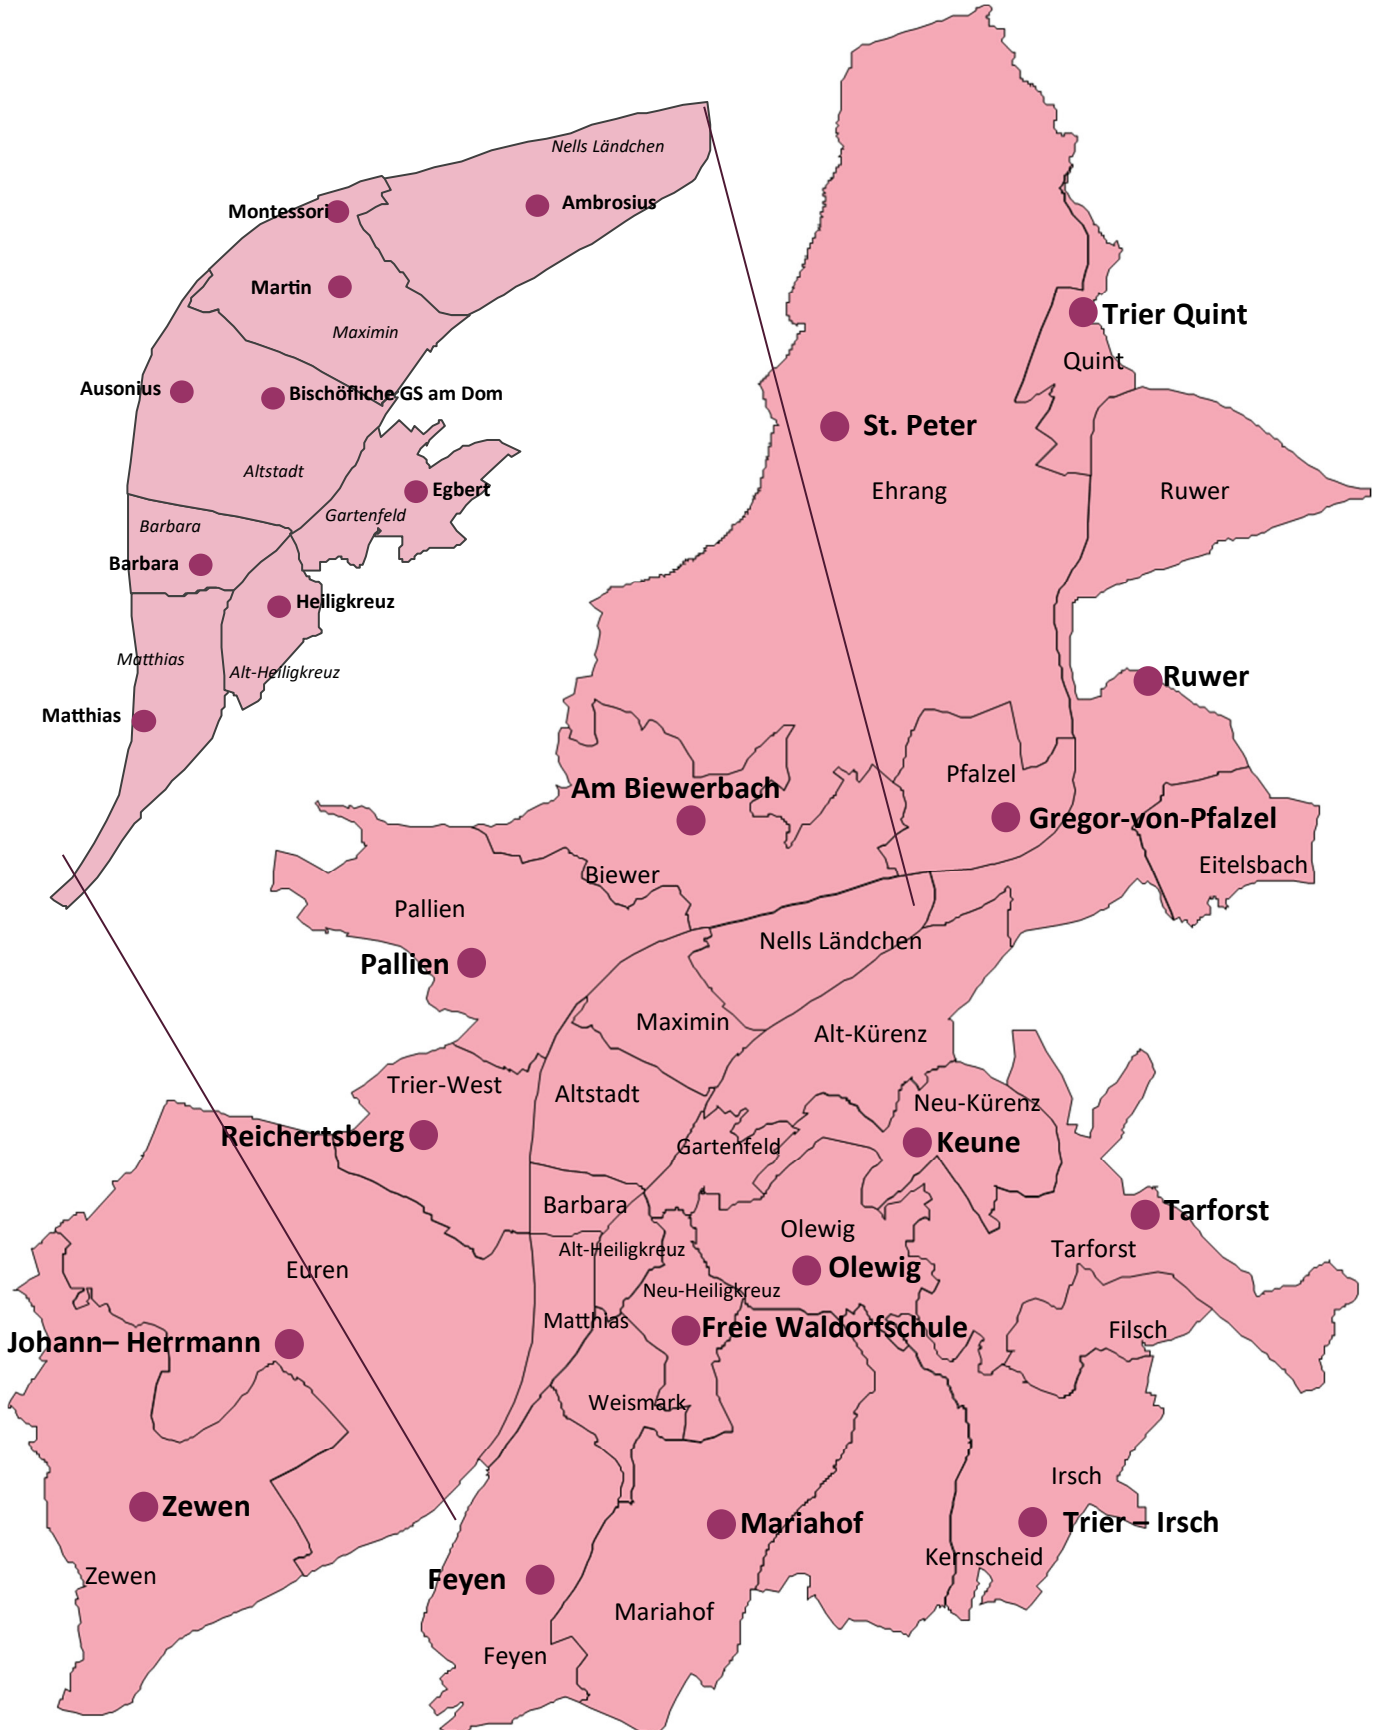 Nells Ländchen
Montessori
Ambrosius
Martin
Maximin
Ausonius
Bischöfliche GS am Dom
Altstadt
Egbert
Gartenfeld
Barbara
Barbara
Heiligkreuz
Matthias
Alt-Heiligkreuz
Matthias
Trier Quint
Quint
St. Peter
Ehrang
Ruwer
Ruwer
Pfalzel
Am Biewerbach
Gregor-von-Pfalzel
Eitelsbach
Biewer
Pallien
Pallien
Nells Ländchen
Maximin
Alt-Kürenz
Trier-West
Altstadt
Neu-Kürenz
Reichertsberg
Gartenfeld
Keune
Barbara
Olewig
Tarforst
Tarforst
Alt-Heiligkreuz
Euren
Olewig
Neu-Heiligkreuz
Matthias
Freie Waldorfschule
Filsch
Johann– Herrmann
Weismark
Irsch
Zewen
Mariahof
Trier – Irsch
Kernscheid
Zewen
Feyen
Mariahof
Feyen